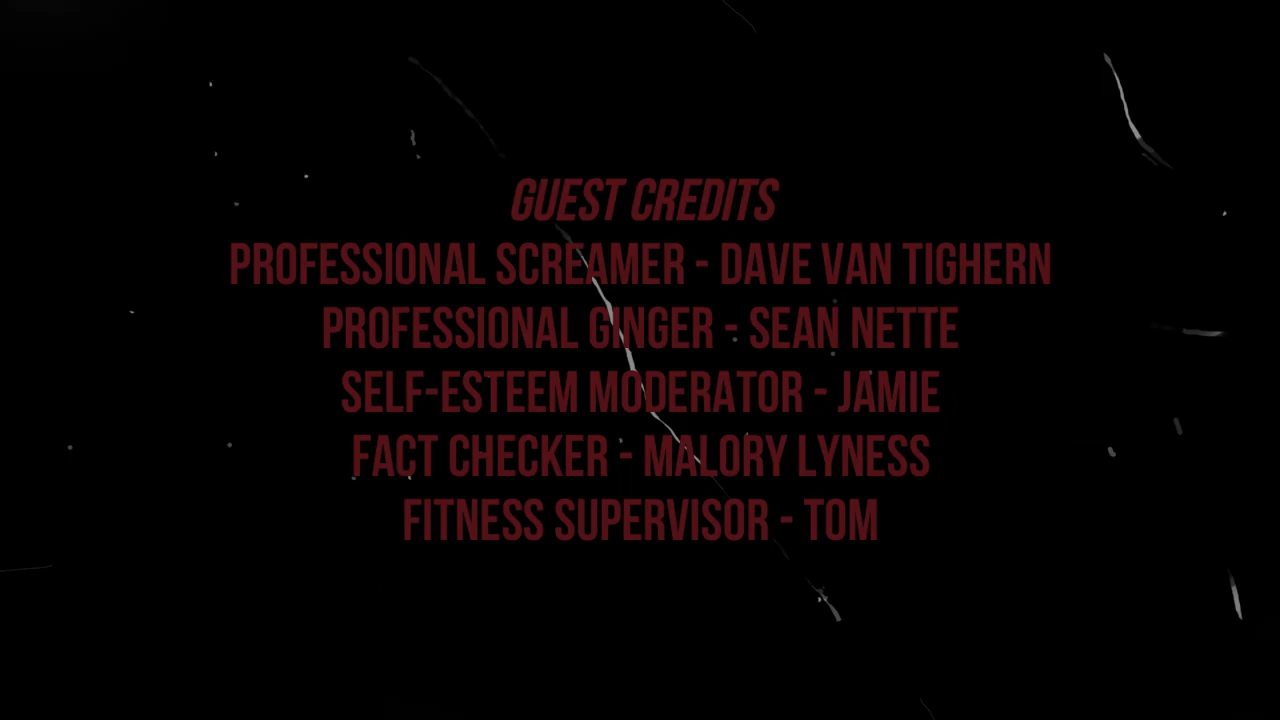 GUEST CREDITS
PROFESSIONAL SCREAMER - DAVE VAN TIGHERN
PROFESSIONAL GINGER - SEAN NETTE
SELF-ESTEEM MODERATOR - JAMIE
FACT CHECKER - MALORY LYNESS
FITNESS SUPERVISOR - TOM